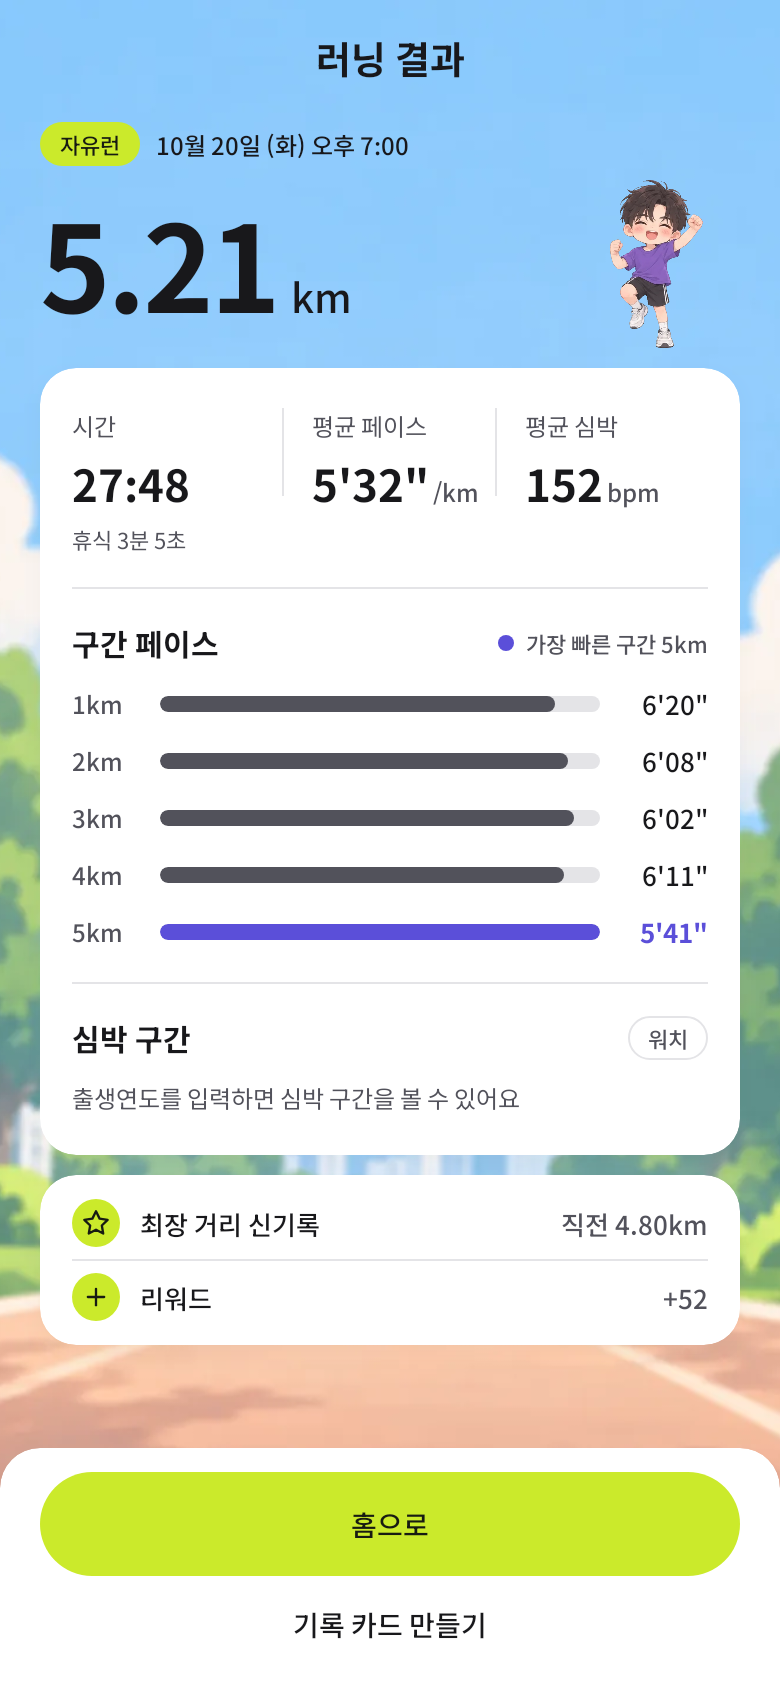 러닝 결과
자유런 10월 20일 (화) 오후 7:00
5.21 km
시간 평균 페이스 평균 심박
27:48 5'32" /km 152 bpm
휴식 3분 5초
구간 페이스 가장 빠른 구간 5km
1km 6'20"
2km 6'08"
3km 6'02"
4km 6'11"
5km 5'41"
심박 구간 워치
출생연도를 입력하면 심박 구간을 볼 수 있어요
최장 거리 신기록 직전 4.80km
리워드 +52
홈으로
기록 카드 만들기